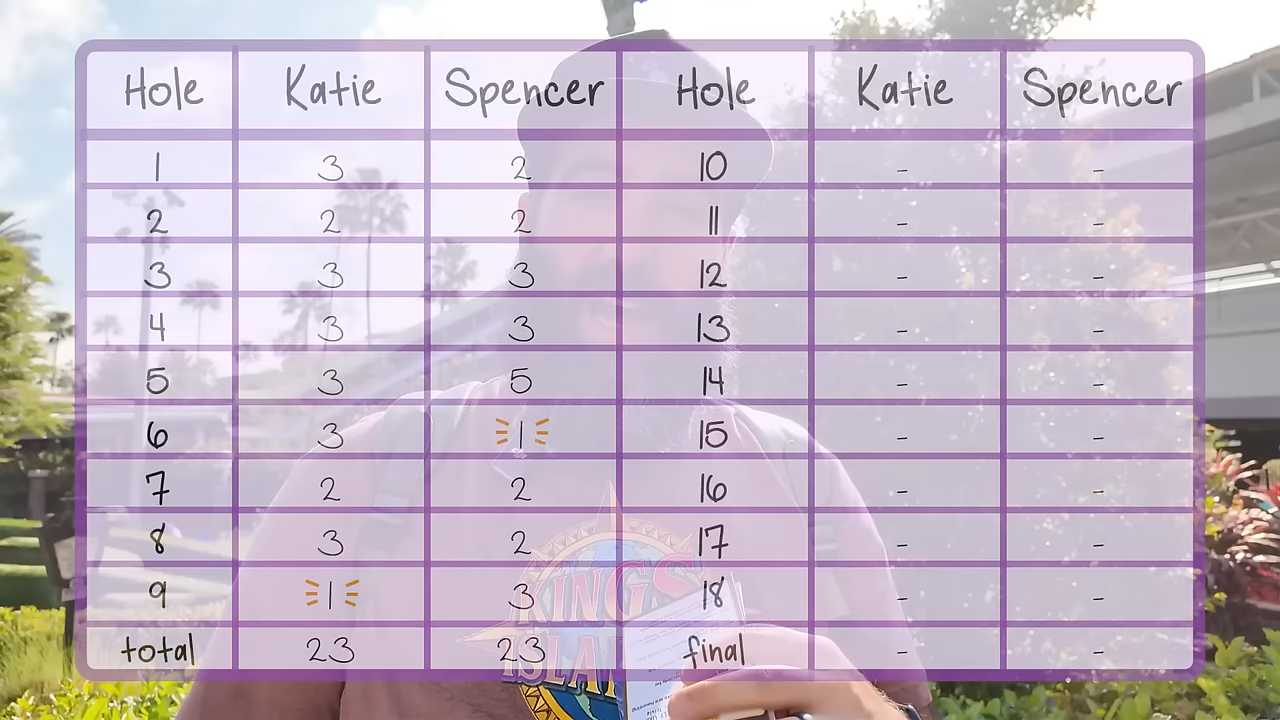 Hole Katie Spencer Hole Katie Spencer
1 3 2 10 - -
2 2 2 11 - -
3 3 3 12 - -
4 3 3 13 - -
5 3 5 14 - -
6 3 1 15 - -
7 2 2 16 - -
8 3 2 17 - -
9 1 3 18 - -
total 23 23 final - -
KINGS
ISLAN